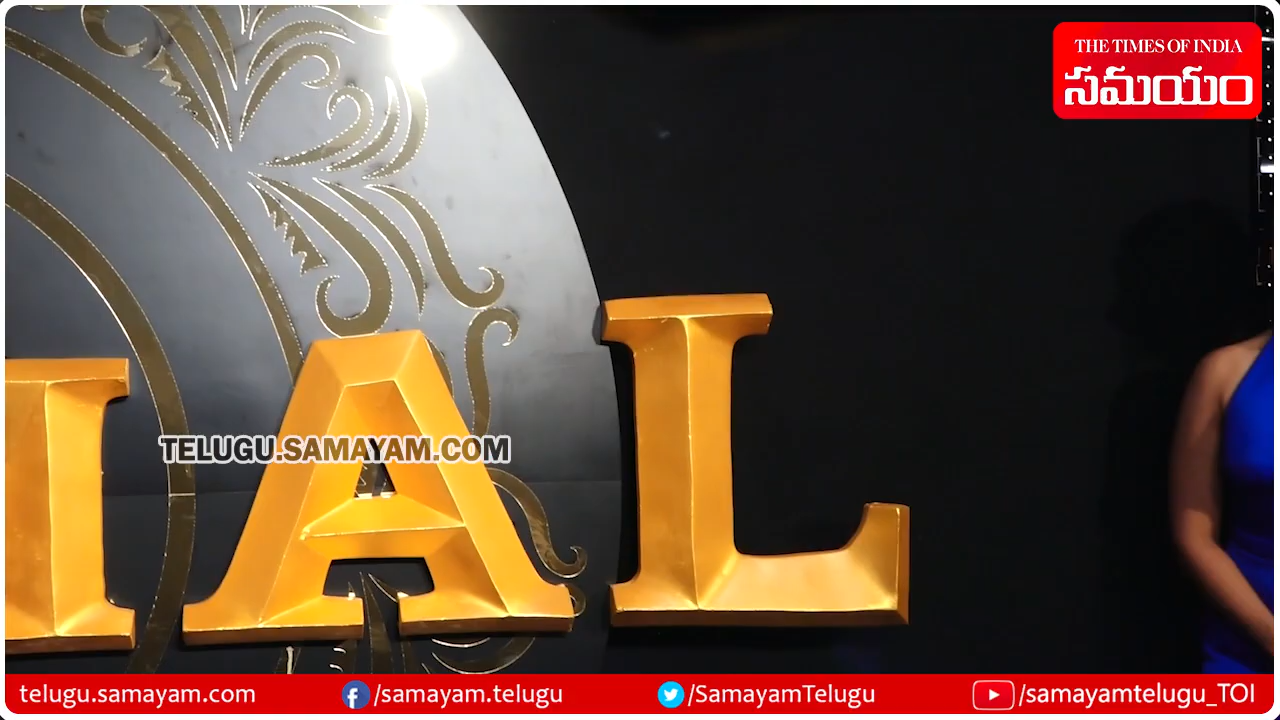 THE TIMES OF INDIA
సమయం
IAL
TELUGU.SAMAYAM.COM
telugu.samayam.com
/samayam.telugu
/SamayamTelugu
/samayamtelugu_TOI